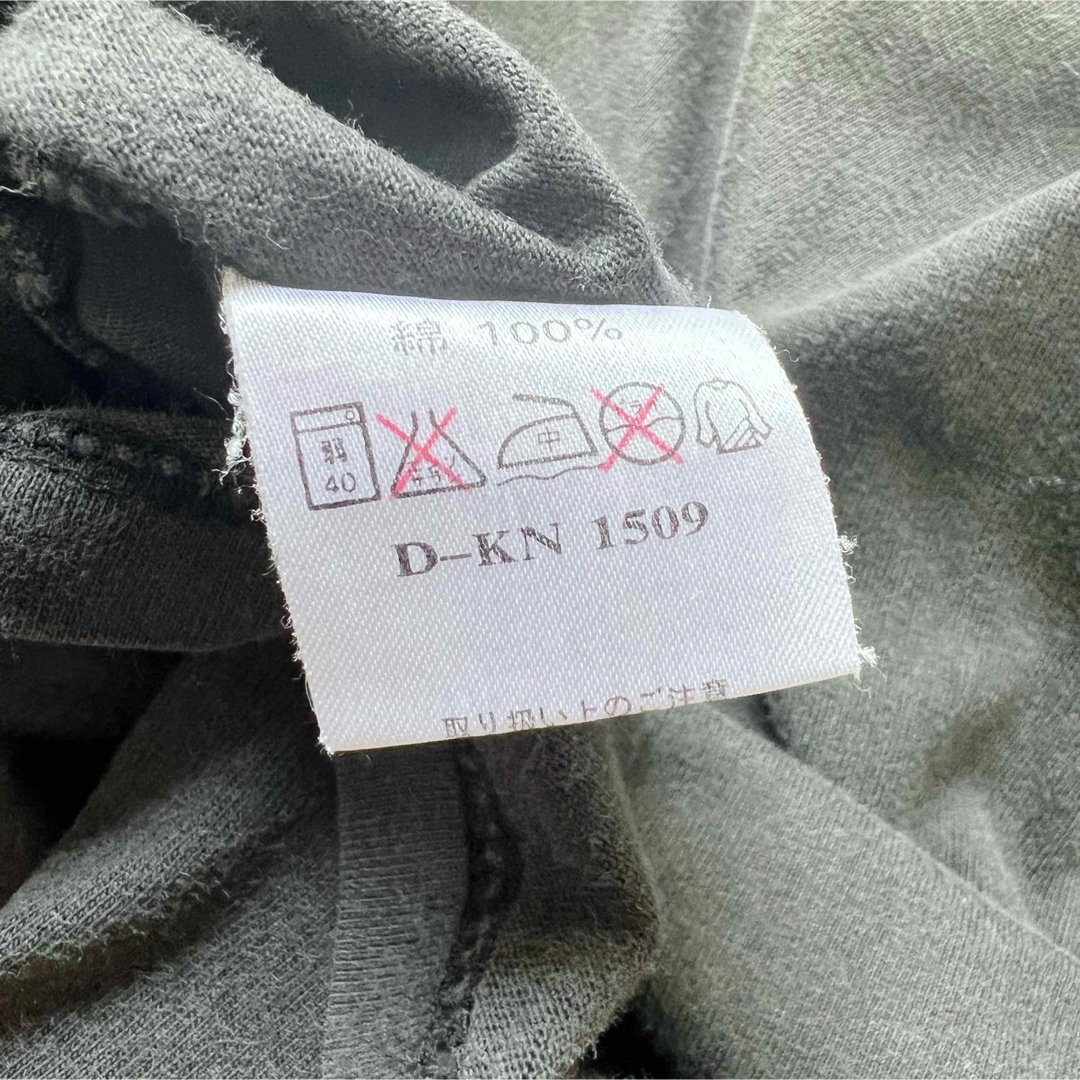 綿 100%
弱
40
中
D-KN 1509
取り扱い上のご注意